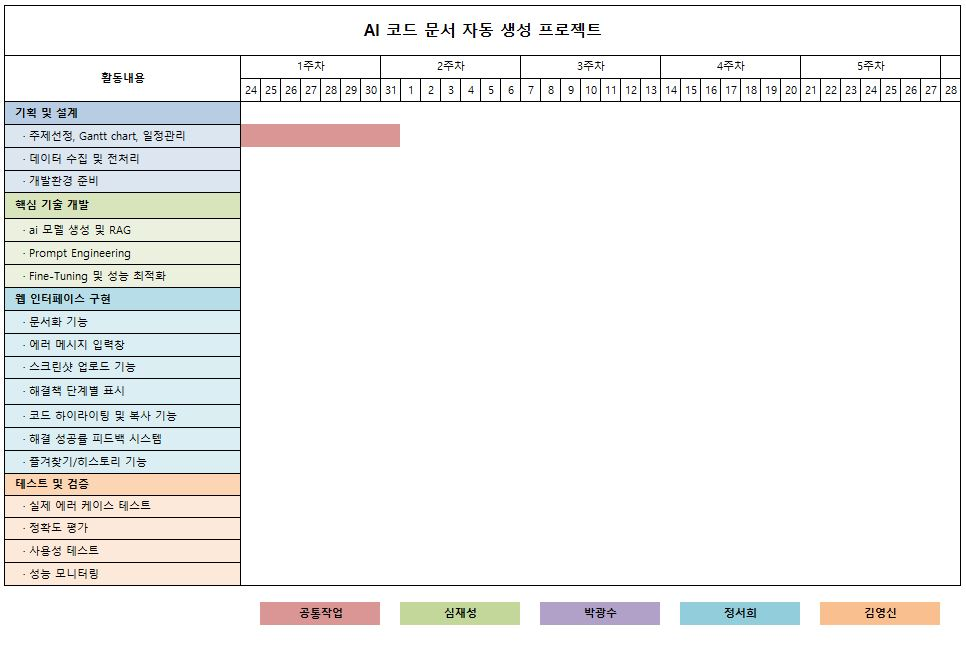 AI 코드 문서 자동 생성 프로젝트
활동내용 1주차 2주차 3주차 4주차 5주차
24 25 26 27 28 29 30 31 1 2 3 4 5 6 7 8 9 10 11 12 13 14 15 16 17 18 19 20 21 22 23 24 25 26 27 28
기획 및 설계
· 주제선정, Gantt chart, 일정관리
· 데이터 수집 및 전처리
· 개발환경 준비
핵심 기술 개발
· ai 모델 생성 및 RAG
· Prompt Engineering
· Fine-Tuning 및 성능 최적화
웹 인터페이스 구현
· 문서화 기능
· 에러 메시지 입력창
· 스크린샷 업로드 기능
· 해결책 단계별 표시
· 코드 하이라이팅 및 복사 기능
· 해결 성공률 피드백 시스템
· 즐겨찾기/히스토리 기능
테스트 및 검증
· 실제 에러 케이스 테스트
· 정확도 평가
· 사용성 테스트
· 성능 모니터링
공통작업 심재성 박광수 정서희 김영신